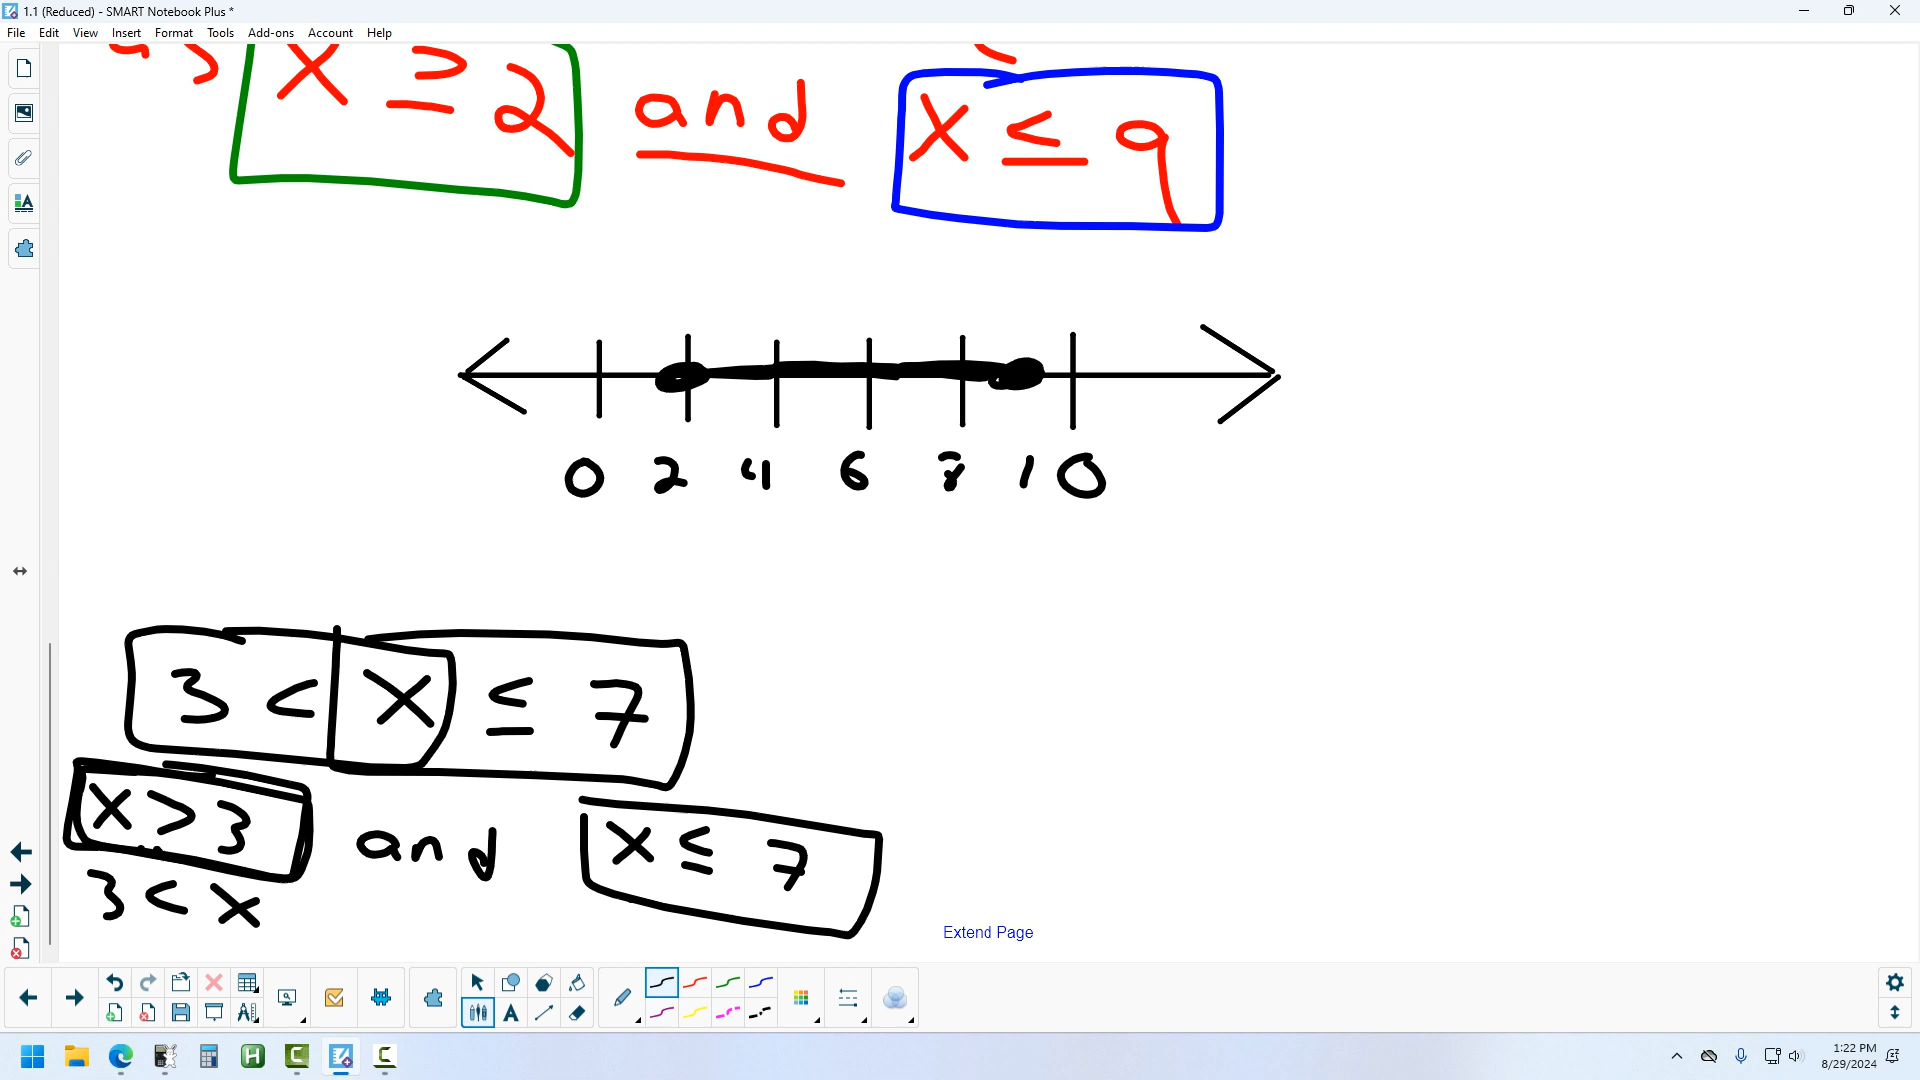 1.1 (Reduced) - SMART Notebook Plus *
File Edit View Insert Format Tools Add-ons Account Help
x ≥ 2 and x ≤ 9
0 2 4 6 8 10
3 < x ≤ 7
x > 3 and x ≤ 7
3 < x
Extend Page
1:22 PM
8/29/2024